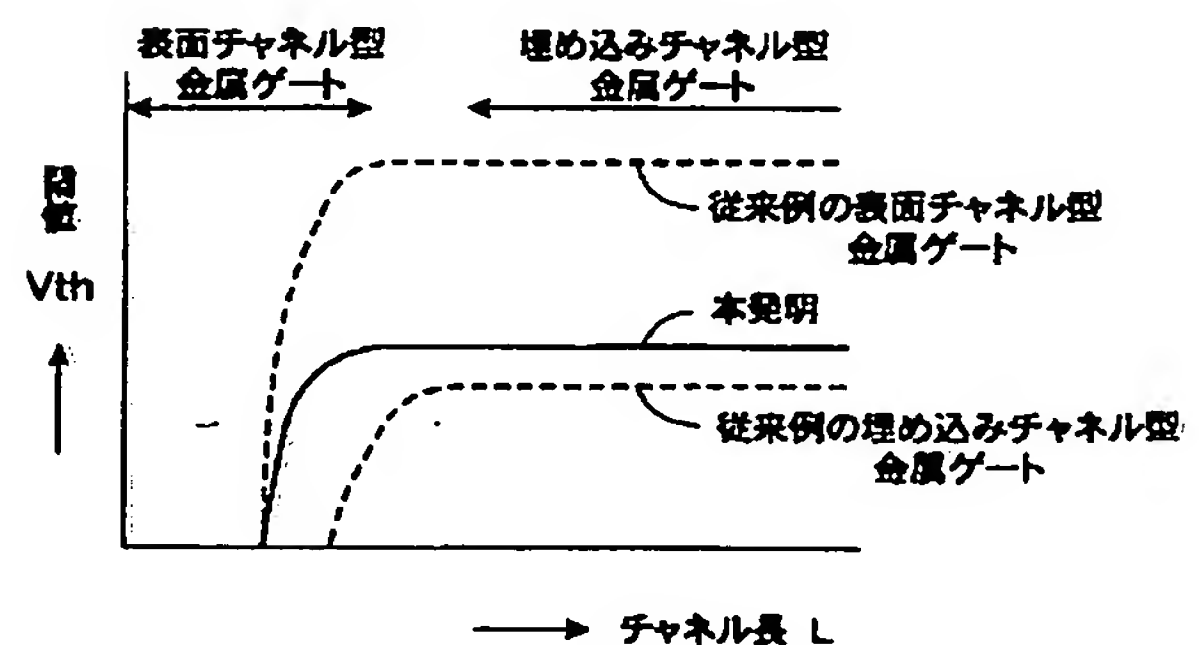 表面チャネル型
金属ゲート
埋め込みチャネル型
金属ゲート
閾値
Vth
従来例の表面チャネル型
金属ゲート
本発明
従来例の埋め込みチャネル型
金属ゲート
チャネル長 L